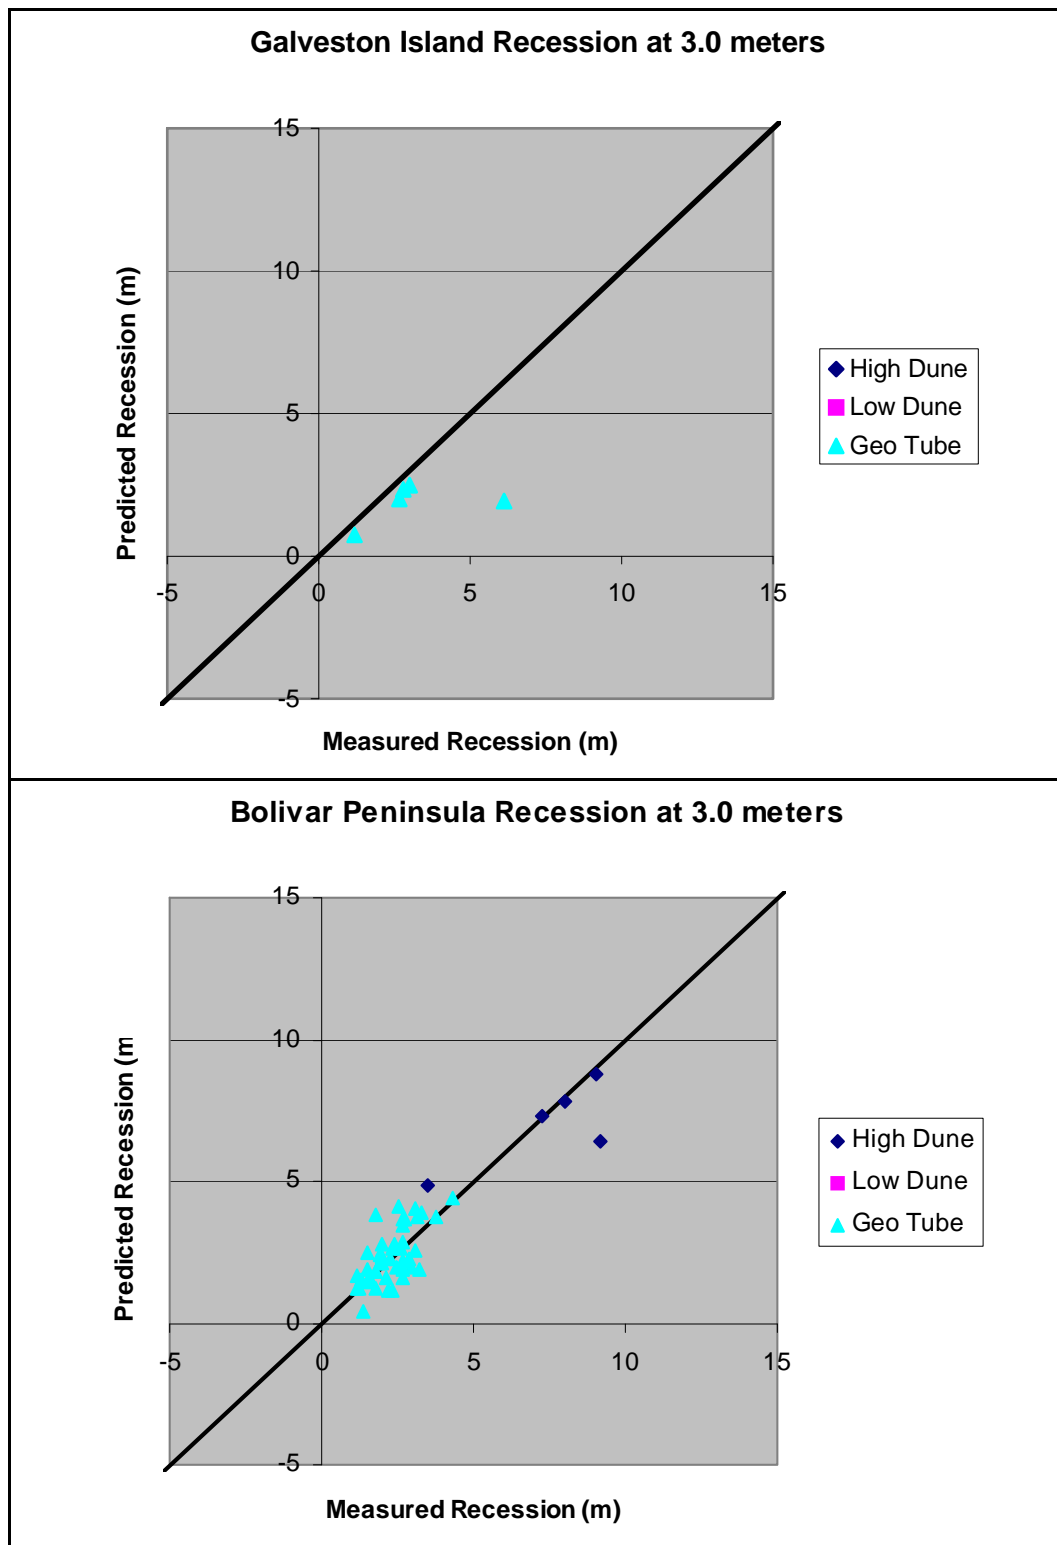 Galveston Island Recession at 3.0 meters
15
10
5
0
-5
-5 0 5 10 15
Predicted Recession (m)
Measured Recession (m)
High Dune
Low Dune
Geo Tube
Bolivar Peninsula Recession at 3.0 meters
15
10
5
0
-5
-5 0 5 10 15
Predicted Recession (m
Measured Recession (m)
High Dune
Low Dune
Geo Tube